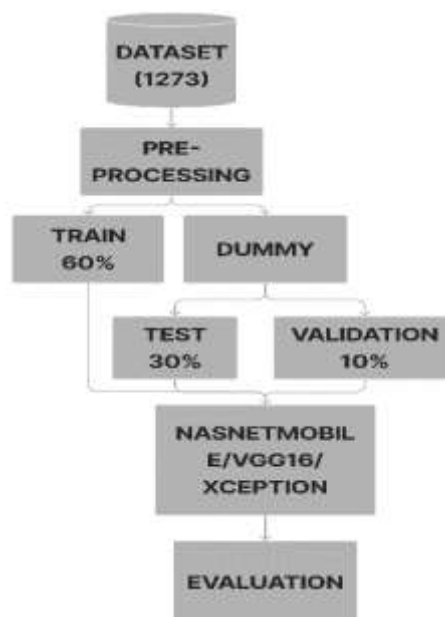 DATASET
(1273)
PRE-
PROCESSING
TRAIN
60%
DUMMY
TEST
30%
VALIDATION
10%
NASNETMOBIL
E/VGG16/
XCEPTION
EVALUATION